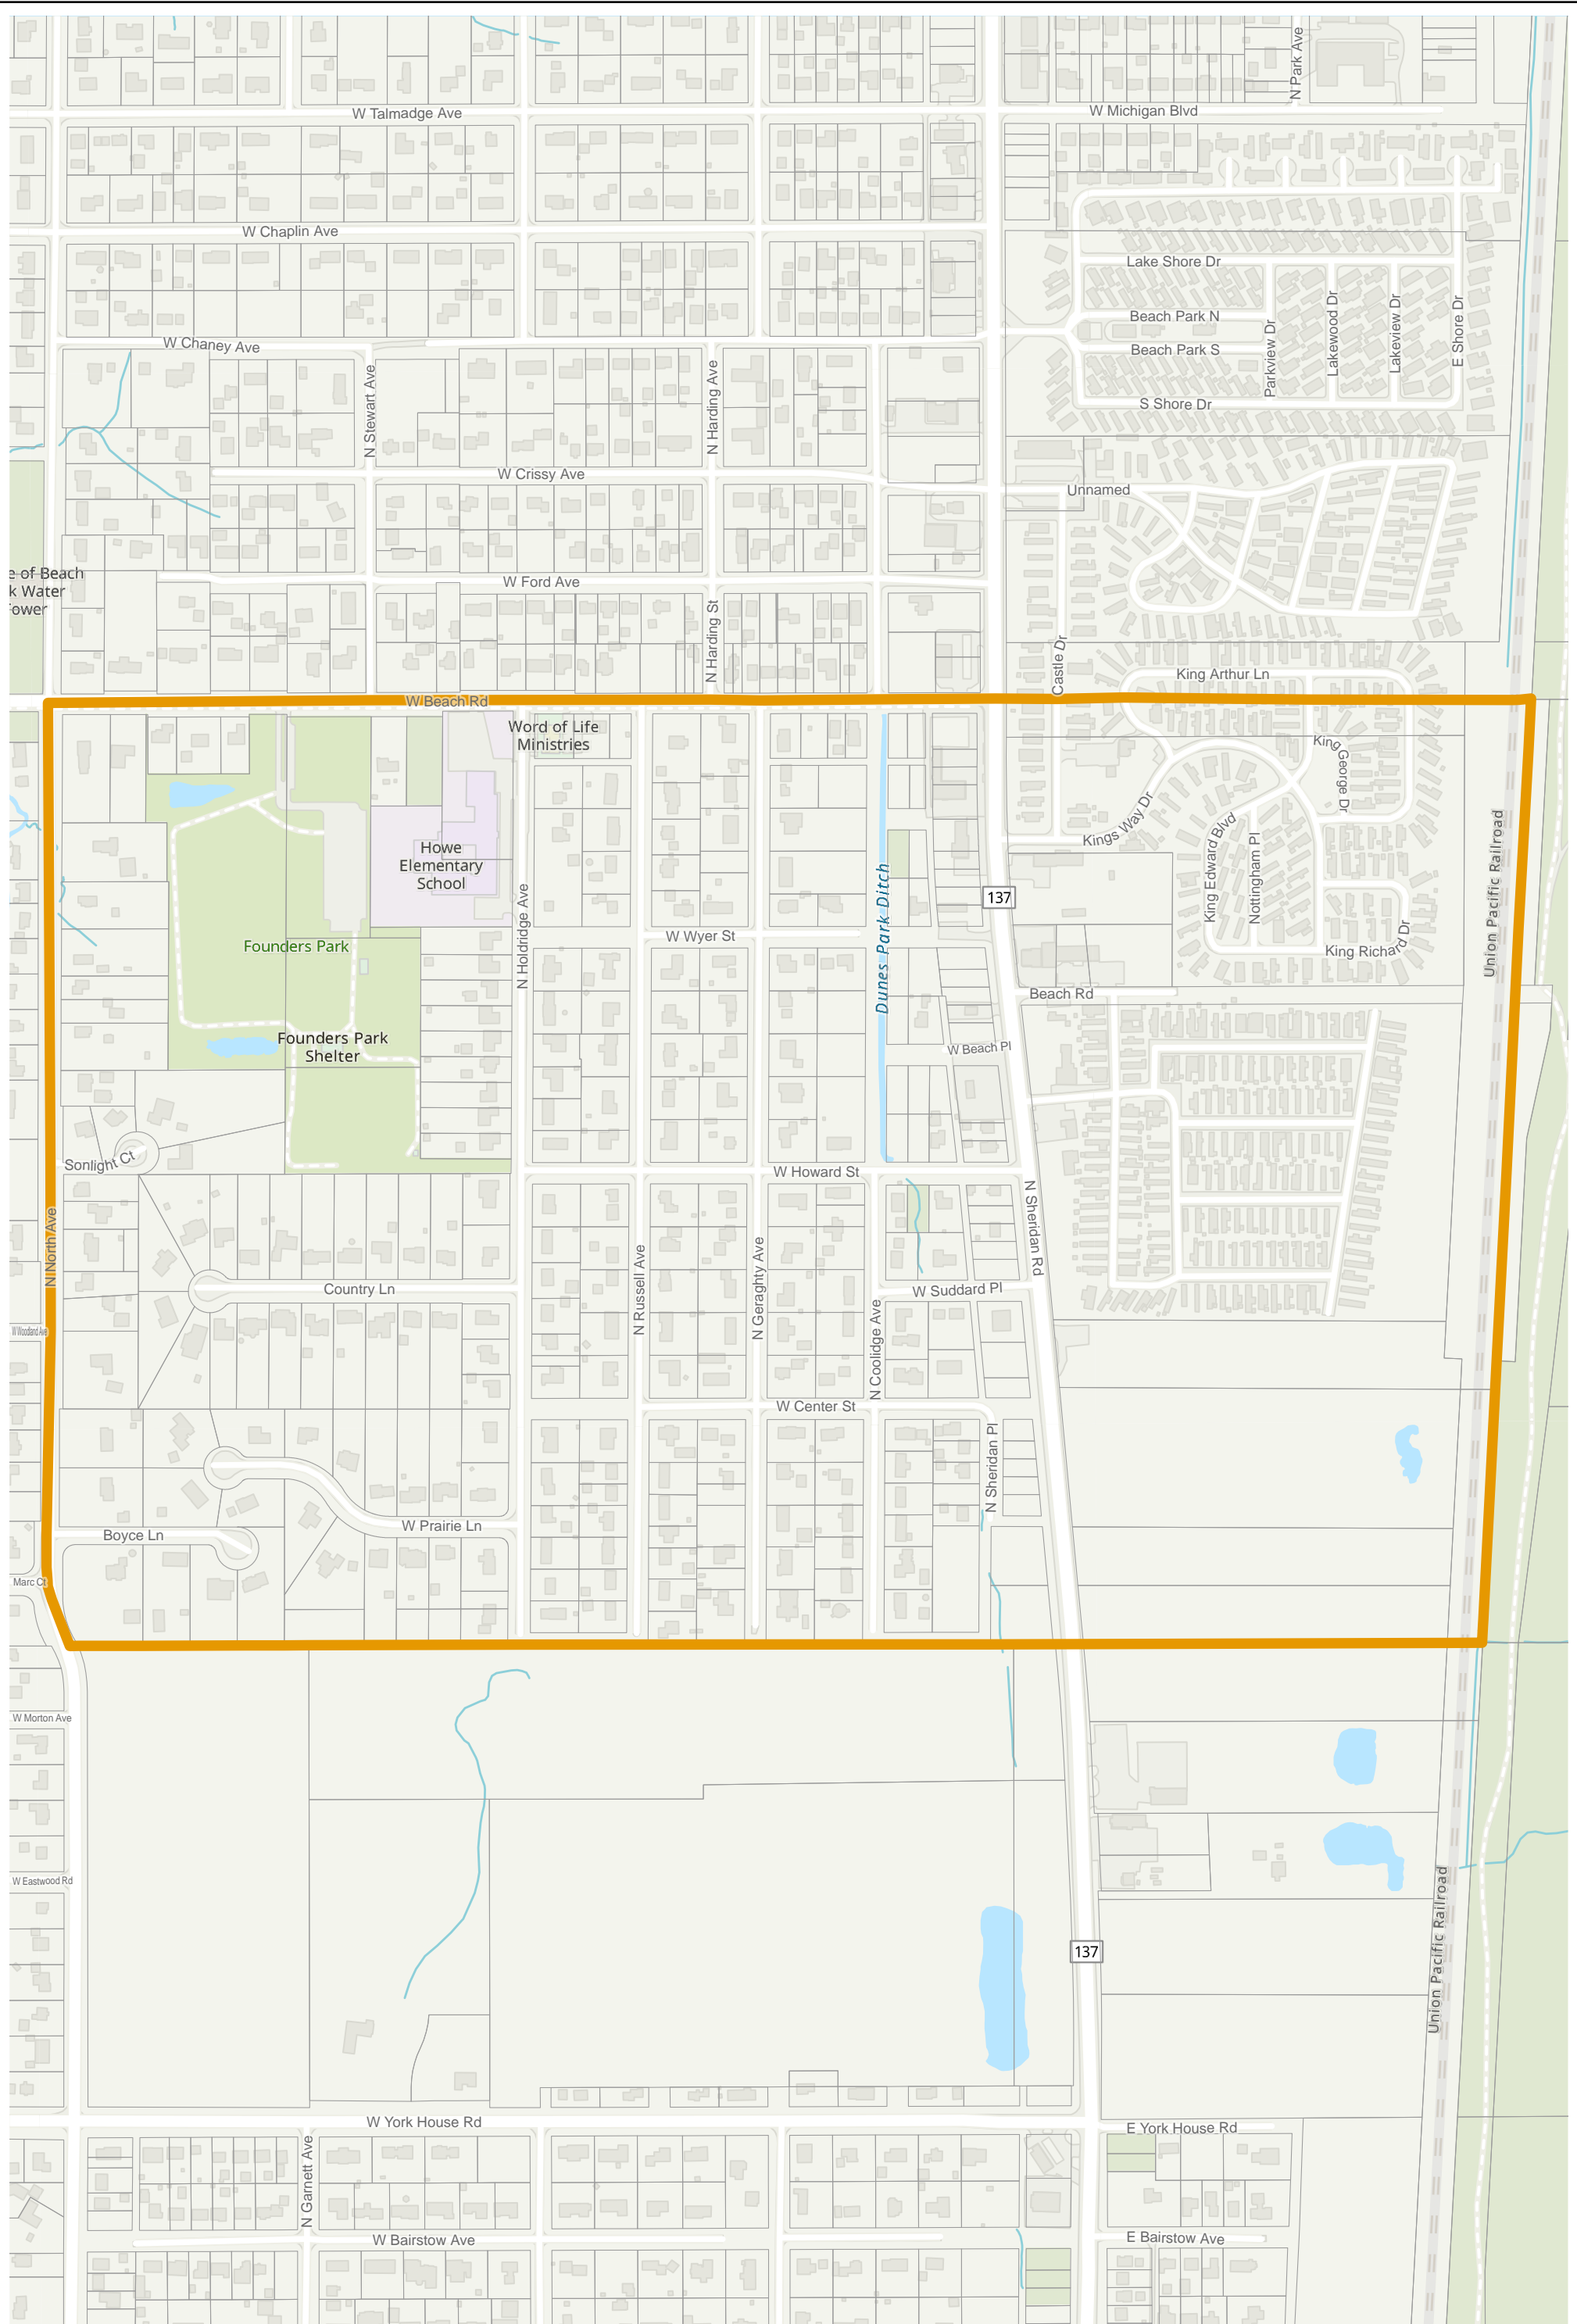 N Park Ave
W Talmadge Ave
W Michigan Blvd
W Chaplin Ave
Lake Shore Dr
Beach Park N
Parkview Dr
Lakewood Dr
Lakeview Dr
E Shore Dr
W Chaney Ave
Beach Park S
N Stewart Ave
N Harding Ave
S Shore Dr
W Crissy Ave
Unnamed
e of Beach
k Water
ower
W Ford Ave
N Harding St
Castle Dr
King Arthur Ln
W Beach Rd
Word of Life
Ministries
King
George Dr
Kings Way Dr
Howe
Elementary
School
King Edward Blvd
Nottingham Pl
Union Pacific Railroad
137
Dunes Park Ditch
N Holdridge Ave
W Wyer St
Founders Park
King Richard Dr
Beach Rd
Founders Park
Shelter
W Beach Pl
Sonlight Ct
W Howard St
N Sheridan Rd
N North Ave
N Russell Ave
N Geraghty Ave
Country Ln
W Suddard Pl
W Woodland Ave
N Coolidge Ave
W Center St
N Sheridan Pl
W Prairie Ln
Boyce Ln
Marc Ct
W Morton Ave
W Eastwood Rd
137
Union Pacific Railroad
W York House Rd
E York House Rd
N Garnett Ave
W Bairstow Ave
E Bairstow Ave